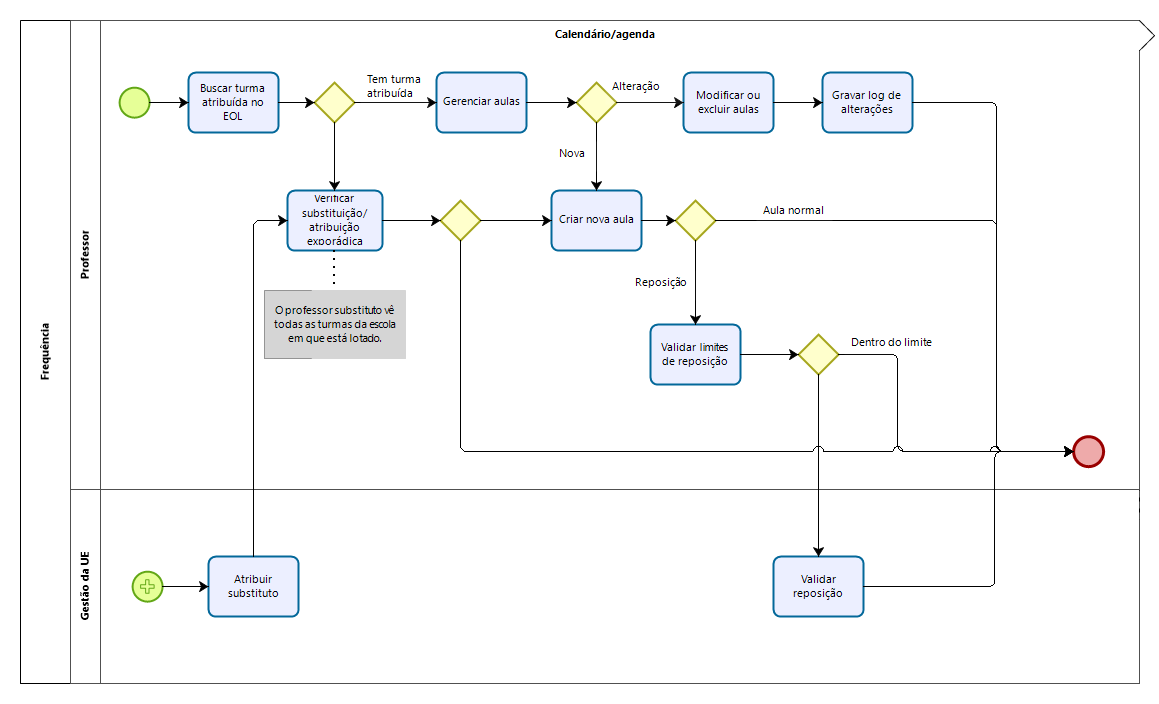 Calendário/agenda
Frequência
Professor
Gestão da UE
Buscar turma
atribuída no
EOL
Tem turma
atribuída
Gerenciar aulas
Alteração
Modificar ou
excluir aulas
Gravar log de
alterações
Nova
Verificar
substituição/
atribuição
exporádica
Criar nova aula
Aula normal
O professor substituto vê
todas as turmas da escola
em que está lotado.
Reposição
Validar limites
de reposição
Dentro do limite
Atribuir
substituto
Validar
reposição